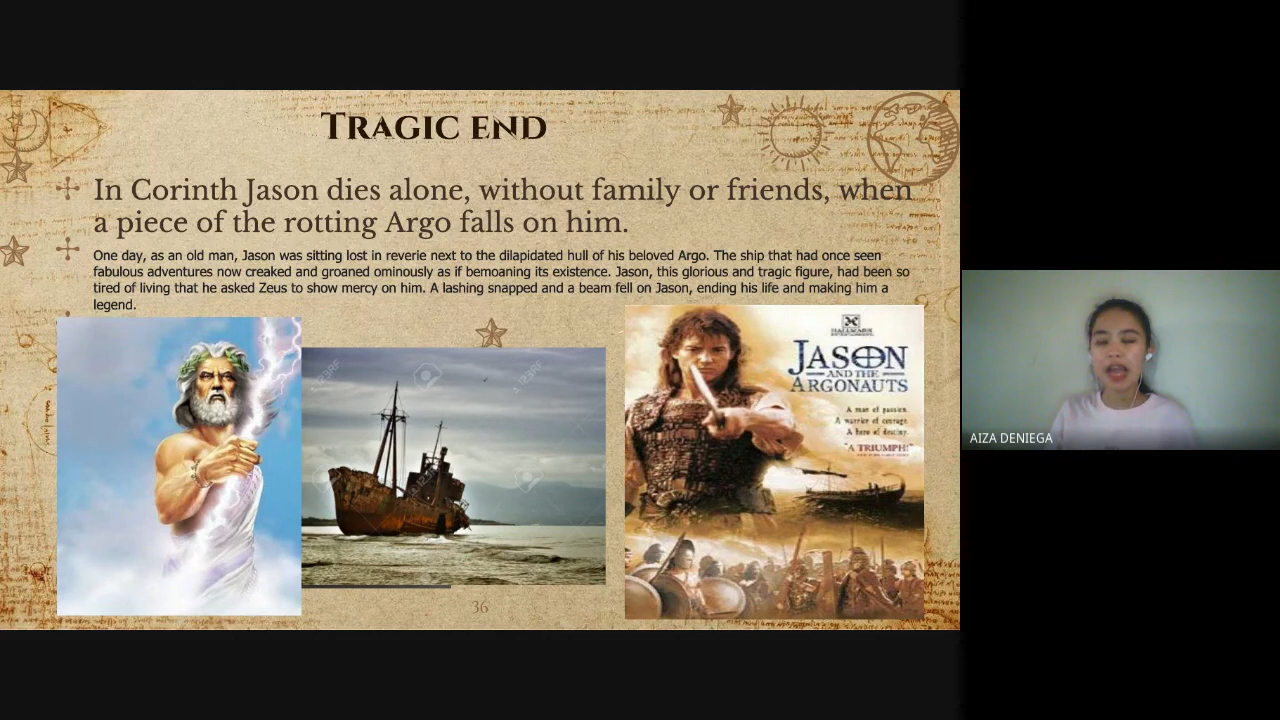 TRAGIC END
In Corinth Jason dies alone, without family or friends, when
a piece of the rotting Argo falls on him.
One day, as an old man, Jason was sitting lost in reverie next to the dilapidated hull of his beloved Argo. The ship that had once seen
fabulous adventures now creaked and groaned ominously as if bemoaning its existence. Jason, this glorious and tragic figure, had been so
tired of living that he asked Zeus to show mercy on him. A lashing snapped and a beam fell on Jason, ending his life and making him a
legend.
123RF
123RF
123RF
HALLMARK
ENTERTAINMENT
JASON
AND THE
ARGONAUTS
A man of passion.
A warrior of courage.
A hero of destiny.
"A TRIUMPH!"
36
AIZA DENIEGA